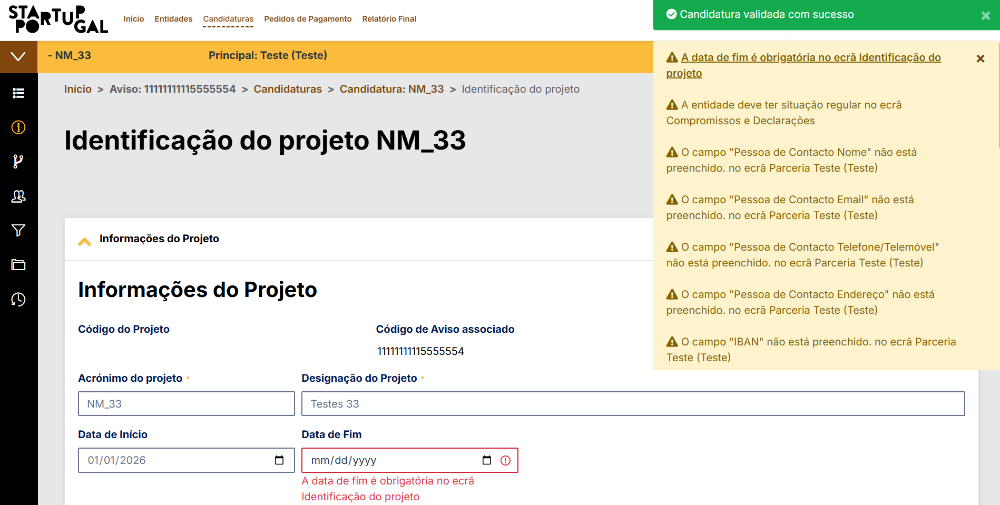 STARTUP
PORTUGAL
Início
Entidades
Candidaturas
Pedidos de Pagamento
Relatório Final
Candidatura validada com sucesso
- NM_33
Principal: Teste (Teste)
Início > Aviso: 11111111115555554 > Candidaturas > Candidatura: NM_33 > Identificação do projeto
Identificação do projeto NM_33
A data de fim é obrigatória no ecrã Identificação do
projeto
A entidade deve ter situação regular no ecrã
Compromissos e Declarações
O campo "Pessoa de Contacto Nome" não está
preenchido. no ecrã Parceria Teste (Teste)
O campo "Pessoa de Contacto Email" não está
preenchido. no ecrã Parceria Teste (Teste)
O campo "Pessoa de Contacto Telefone/Telemóvel"
não está preenchido. no ecrã Parceria Teste (Teste)
O campo "Pessoa de Contacto Endereço" não está
preenchido. no ecrã Parceria Teste (Teste)
O campo "IBAN" não está preenchido. no ecrã Parceria
Teste (Teste)
Informações do Projeto
Informações do Projeto
Código do Projeto
Código de Aviso associado
11111111115555554
Acrónimo do projeto *
Designação do Projeto *
NM_33
Testes 33
Data de Início
Data de Fim
01/01/2026
mm/dd/yyyy
A data de fim é obrigatória no ecrã
Identificação do projeto